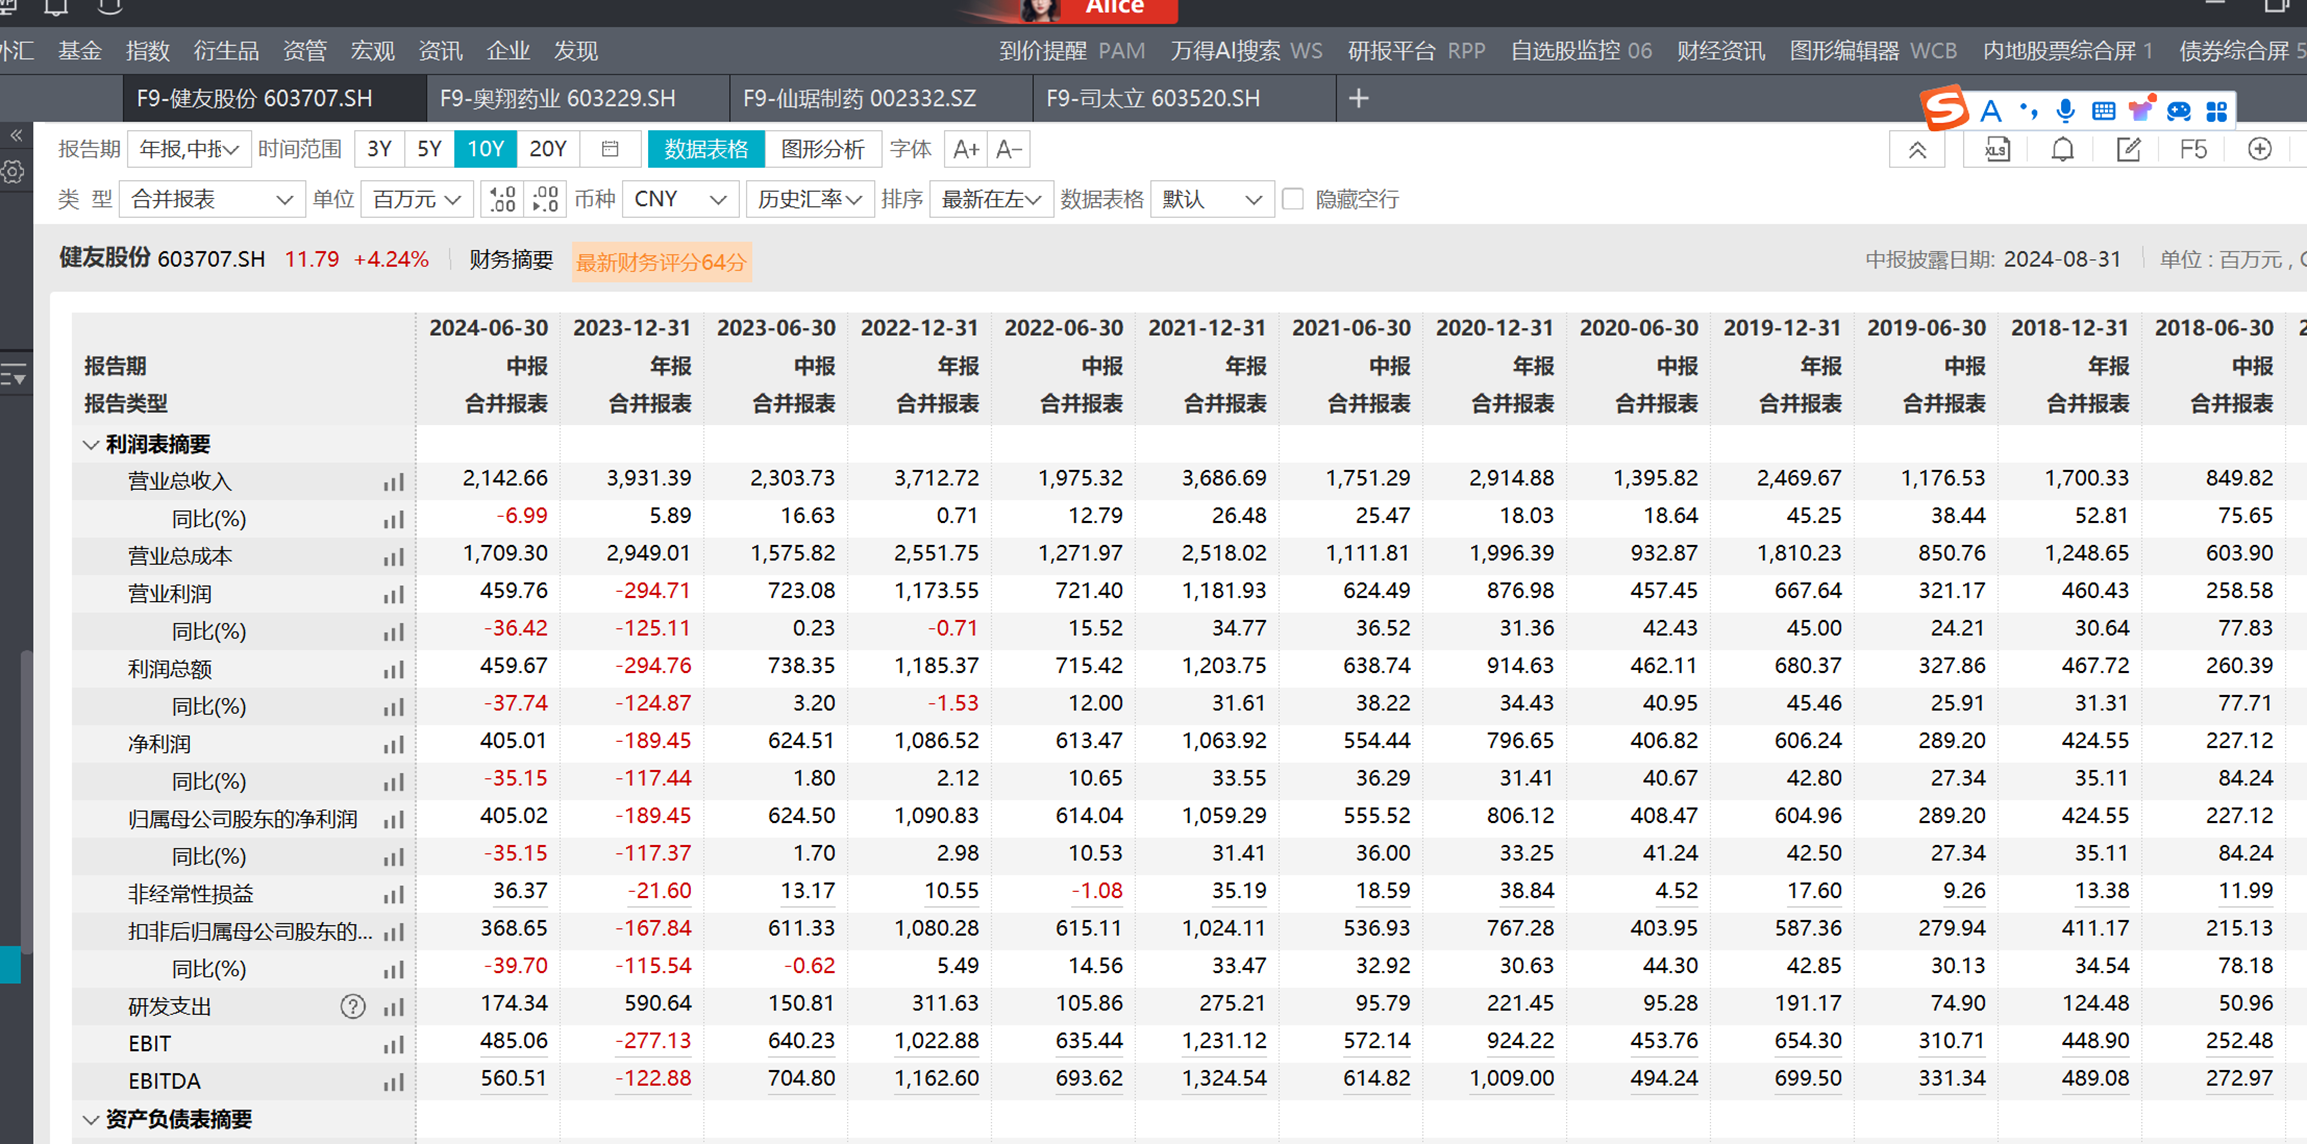 Alice
外汇 基金 指数 衍生品 资管 宏观 资讯 企业 发现 到价提醒 PAM 万得AI搜索 WS 研报平台 RPP 自选股监控 06 财经资讯 图形编辑器 WCB 内地股票综合屏 1 债券综合屏 5
F9-健友股份 603707.SH F9-奥翔药业 603229.SH F9-仙琚制药 002332.SZ F9-司太立 603520.SH +
报告期 年报,中报 时间范围 3Y 5Y 10Y 20Y 数据表格 图形分析 字体 A+ A- XLS F5
类 型 合并报表 单位 百万元 币种 CNY 历史汇率 排序 最新在左 数据表格 默认 隐藏空行
健友股份 603707.SH 11.79 +4.24% 财务摘要 最新财务评分64分 中报披露日期: 2024-08-31 单位 : 百万元 ,
2024-06-30 2023-12-31 2023-06-30 2022-12-31 2022-06-30 2021-12-31 2021-06-30 2020-12-31 2020-06-30 2019-12-31 2019-06-30 2018-12-31 2018-06-30
报告期 中报 年报 中报 年报 中报 年报 中报 年报 中报 年报 中报 年报 中报
报告类型 合并报表 合并报表 合并报表 合并报表 合并报表 合并报表 合并报表 合并报表 合并报表 合并报表 合并报表 合并报表 合并报表
利润表摘要
营业总收入 2,142.66 3,931.39 2,303.73 3,712.72 1,975.32 3,686.69 1,751.29 2,914.88 1,395.82 2,469.67 1,176.53 1,700.33 849.82
同比(%) -6.99 5.89 16.63 0.71 12.79 26.48 25.47 18.03 18.64 45.25 38.44 52.81 75.65
营业总成本 1,709.30 2,949.01 1,575.82 2,551.75 1,271.97 2,518.02 1,111.81 1,996.39 932.87 1,810.23 850.76 1,248.65 603.90
营业利润 459.76 -294.71 723.08 1,173.55 721.40 1,181.93 624.49 876.98 457.45 667.64 321.17 460.43 258.58
同比(%) -36.42 -125.11 0.23 -0.71 15.52 34.77 36.52 31.36 42.43 45.00 24.21 30.64 77.83
利润总额 459.67 -294.76 738.35 1,185.37 715.42 1,203.75 638.74 914.63 462.11 680.37 327.86 467.72 260.39
同比(%) -37.74 -124.87 3.20 -1.53 12.00 31.61 38.22 34.43 40.95 45.46 25.91 31.31 77.71
净利润 405.01 -189.45 624.51 1,086.52 613.47 1,063.92 554.44 796.65 406.82 606.24 289.20 424.55 227.12
同比(%) -35.15 -117.44 1.80 2.12 10.65 33.55 36.29 31.41 40.67 42.80 27.34 35.11 84.24
归属母公司股东的净利润 405.02 -189.45 624.50 1,090.83 614.04 1,059.29 555.52 806.12 408.47 604.96 289.20 424.55 227.12
同比(%) -35.15 -117.37 1.70 2.98 10.53 31.41 36.00 33.25 41.24 42.50 27.34 35.11 84.24
非经常性损益 36.37 -21.60 13.17 10.55 -1.08 35.19 18.59 38.84 4.52 17.60 9.26 13.38 11.99
扣非后归属母公司股东的... 368.65 -167.84 611.33 1,080.28 615.11 1,024.11 536.93 767.28 403.95 587.36 279.94 411.17 215.13
同比(%) -39.70 -115.54 -0.62 5.49 14.56 33.47 32.92 30.63 44.30 42.85 30.13 34.54 78.18
研发支出 174.34 590.64 150.81 311.63 105.86 275.21 95.79 221.45 95.28 191.17 74.90 124.48 50.96
EBIT 485.06 -277.13 640.23 1,022.88 635.44 1,231.12 572.14 924.22 453.76 654.30 310.71 448.90 252.48
EBITDA 560.51 -122.88 704.80 1,162.60 693.62 1,324.54 614.82 1,009.00 494.24 699.50 331.34 489.08 272.97
资产负债表摘要